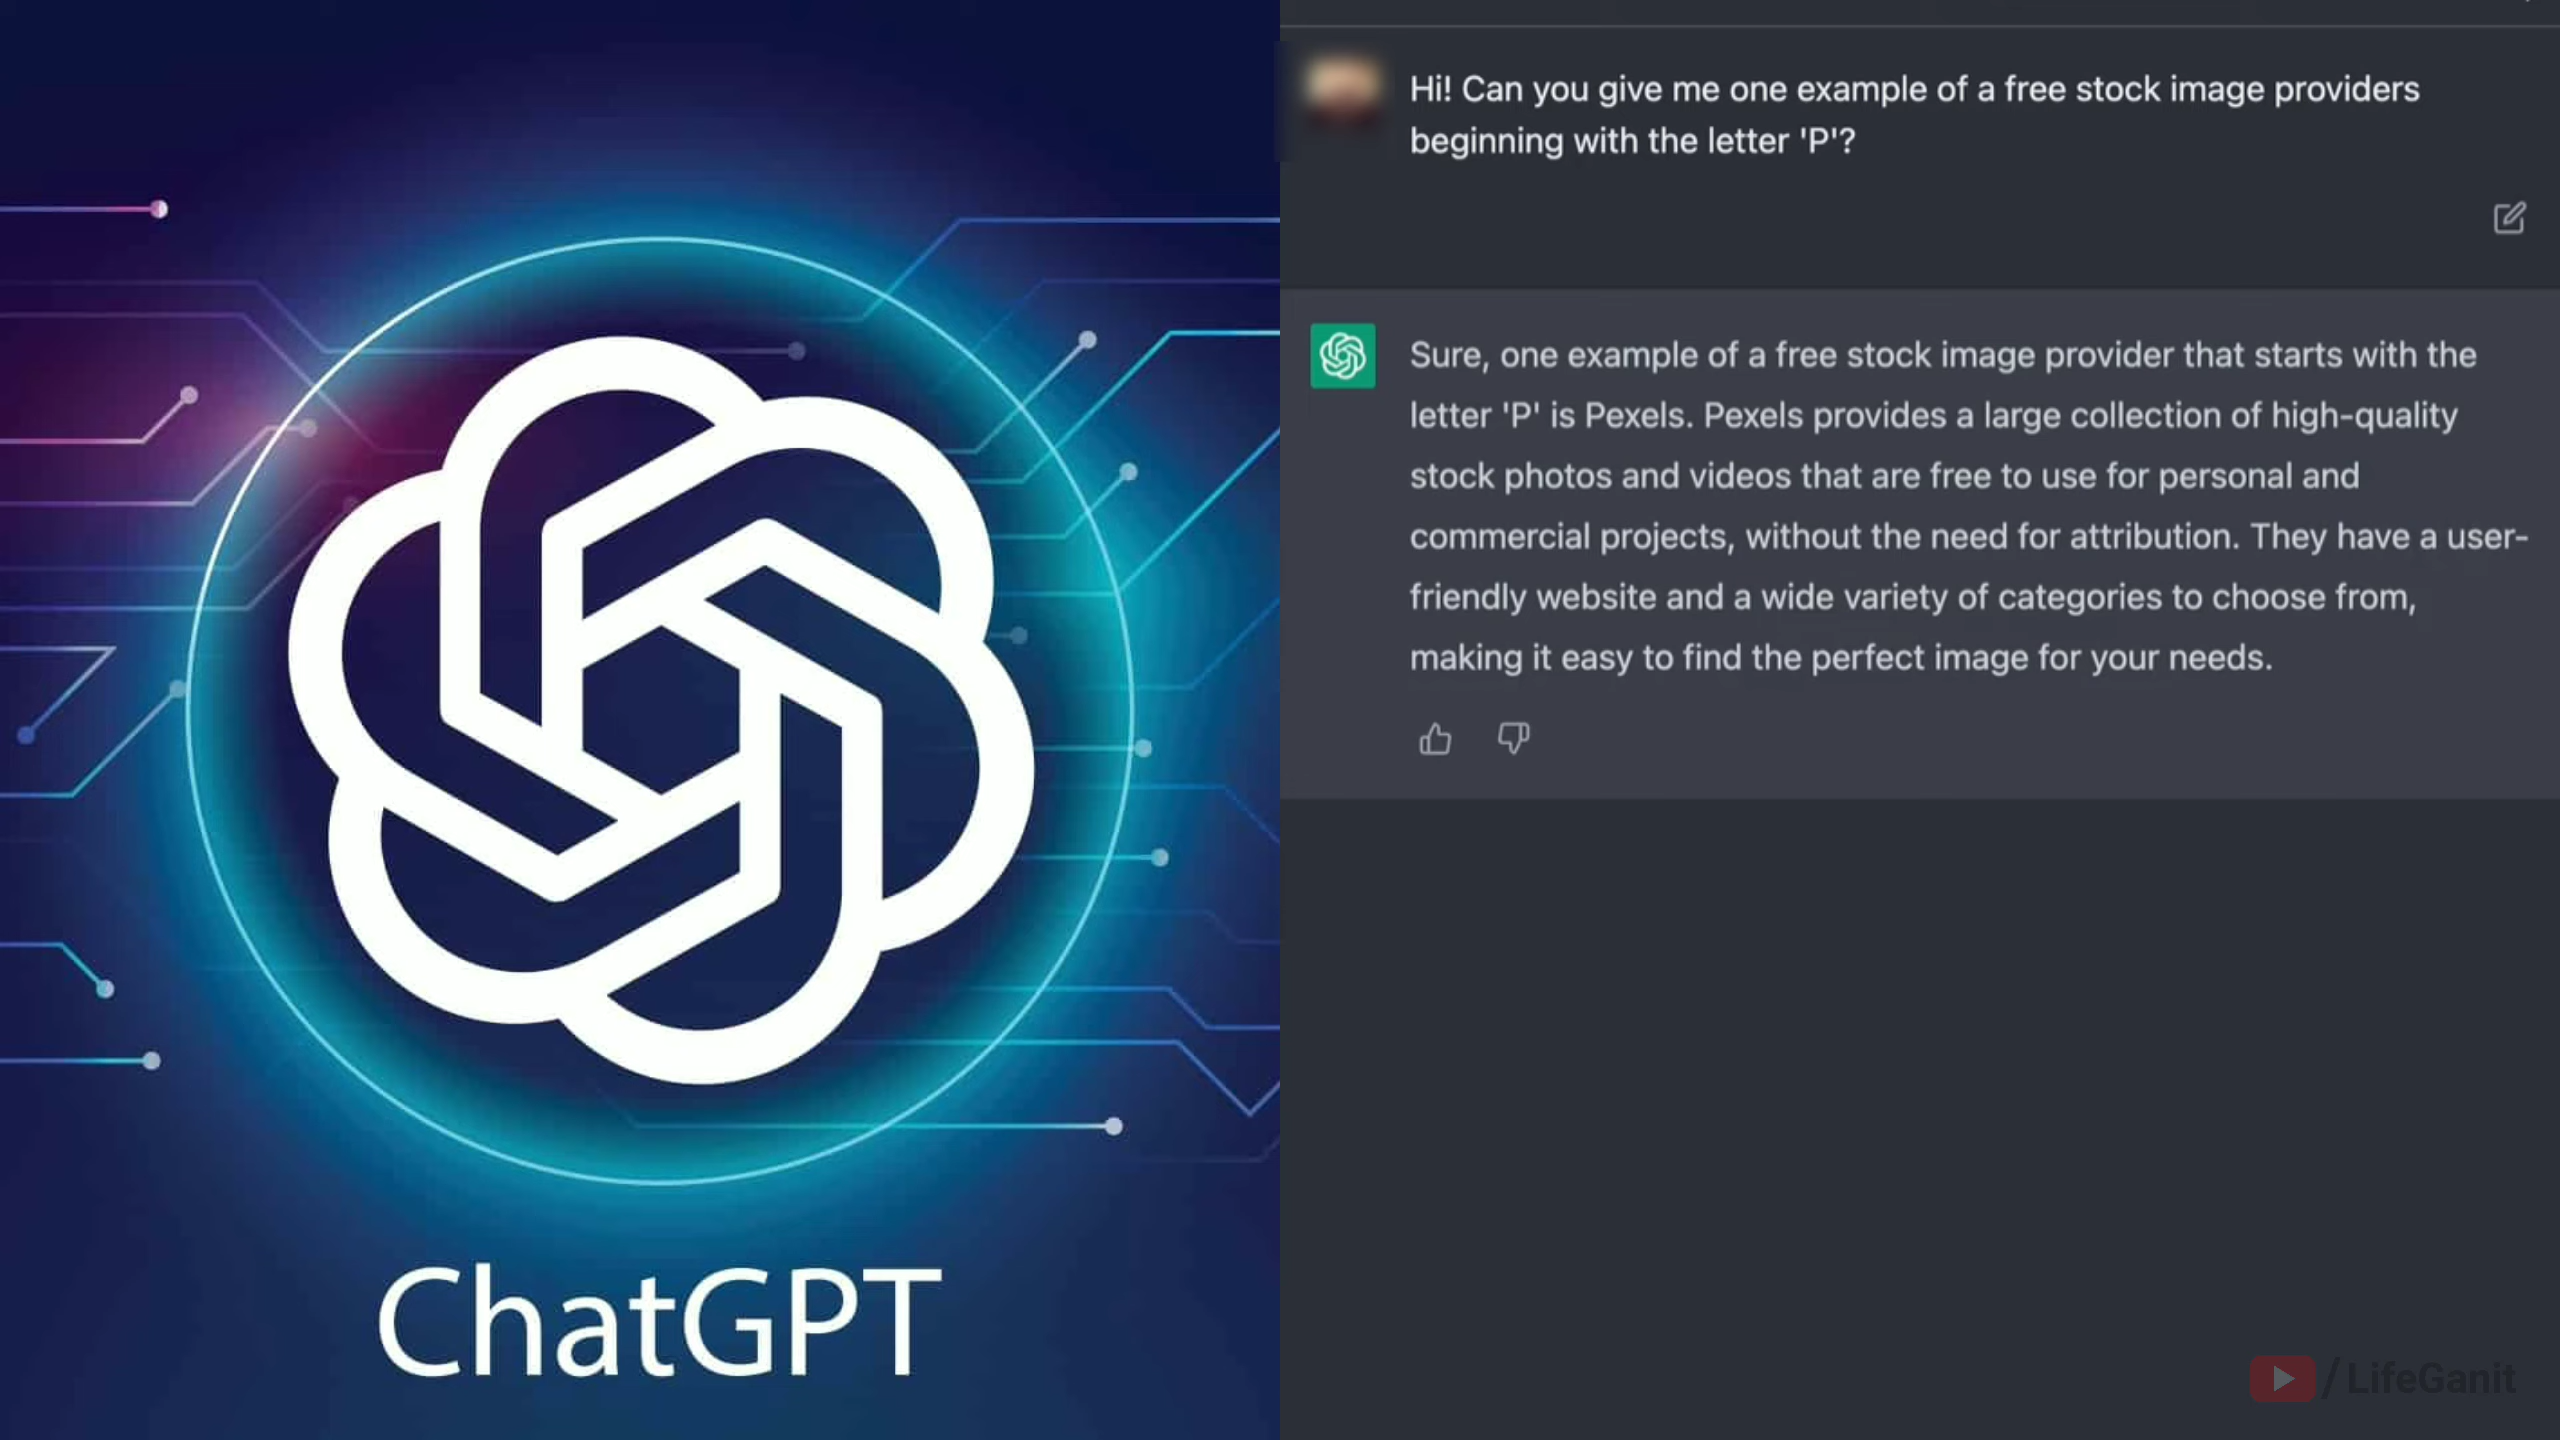 ChatGPT
Hi! Can you give me one example of a free stock image providers
beginning with the letter 'P'?
Sure, one example of a free stock image provider that starts with the
letter 'P' is Pexels. Pexels provides a large collection of high-quality
stock photos and videos that are free to use for personal and
commercial projects, without the need for attribution. They have a user-
friendly website and a wide variety of categories to choose from,
making it easy to find the perfect image for your needs.
/LifeGanit